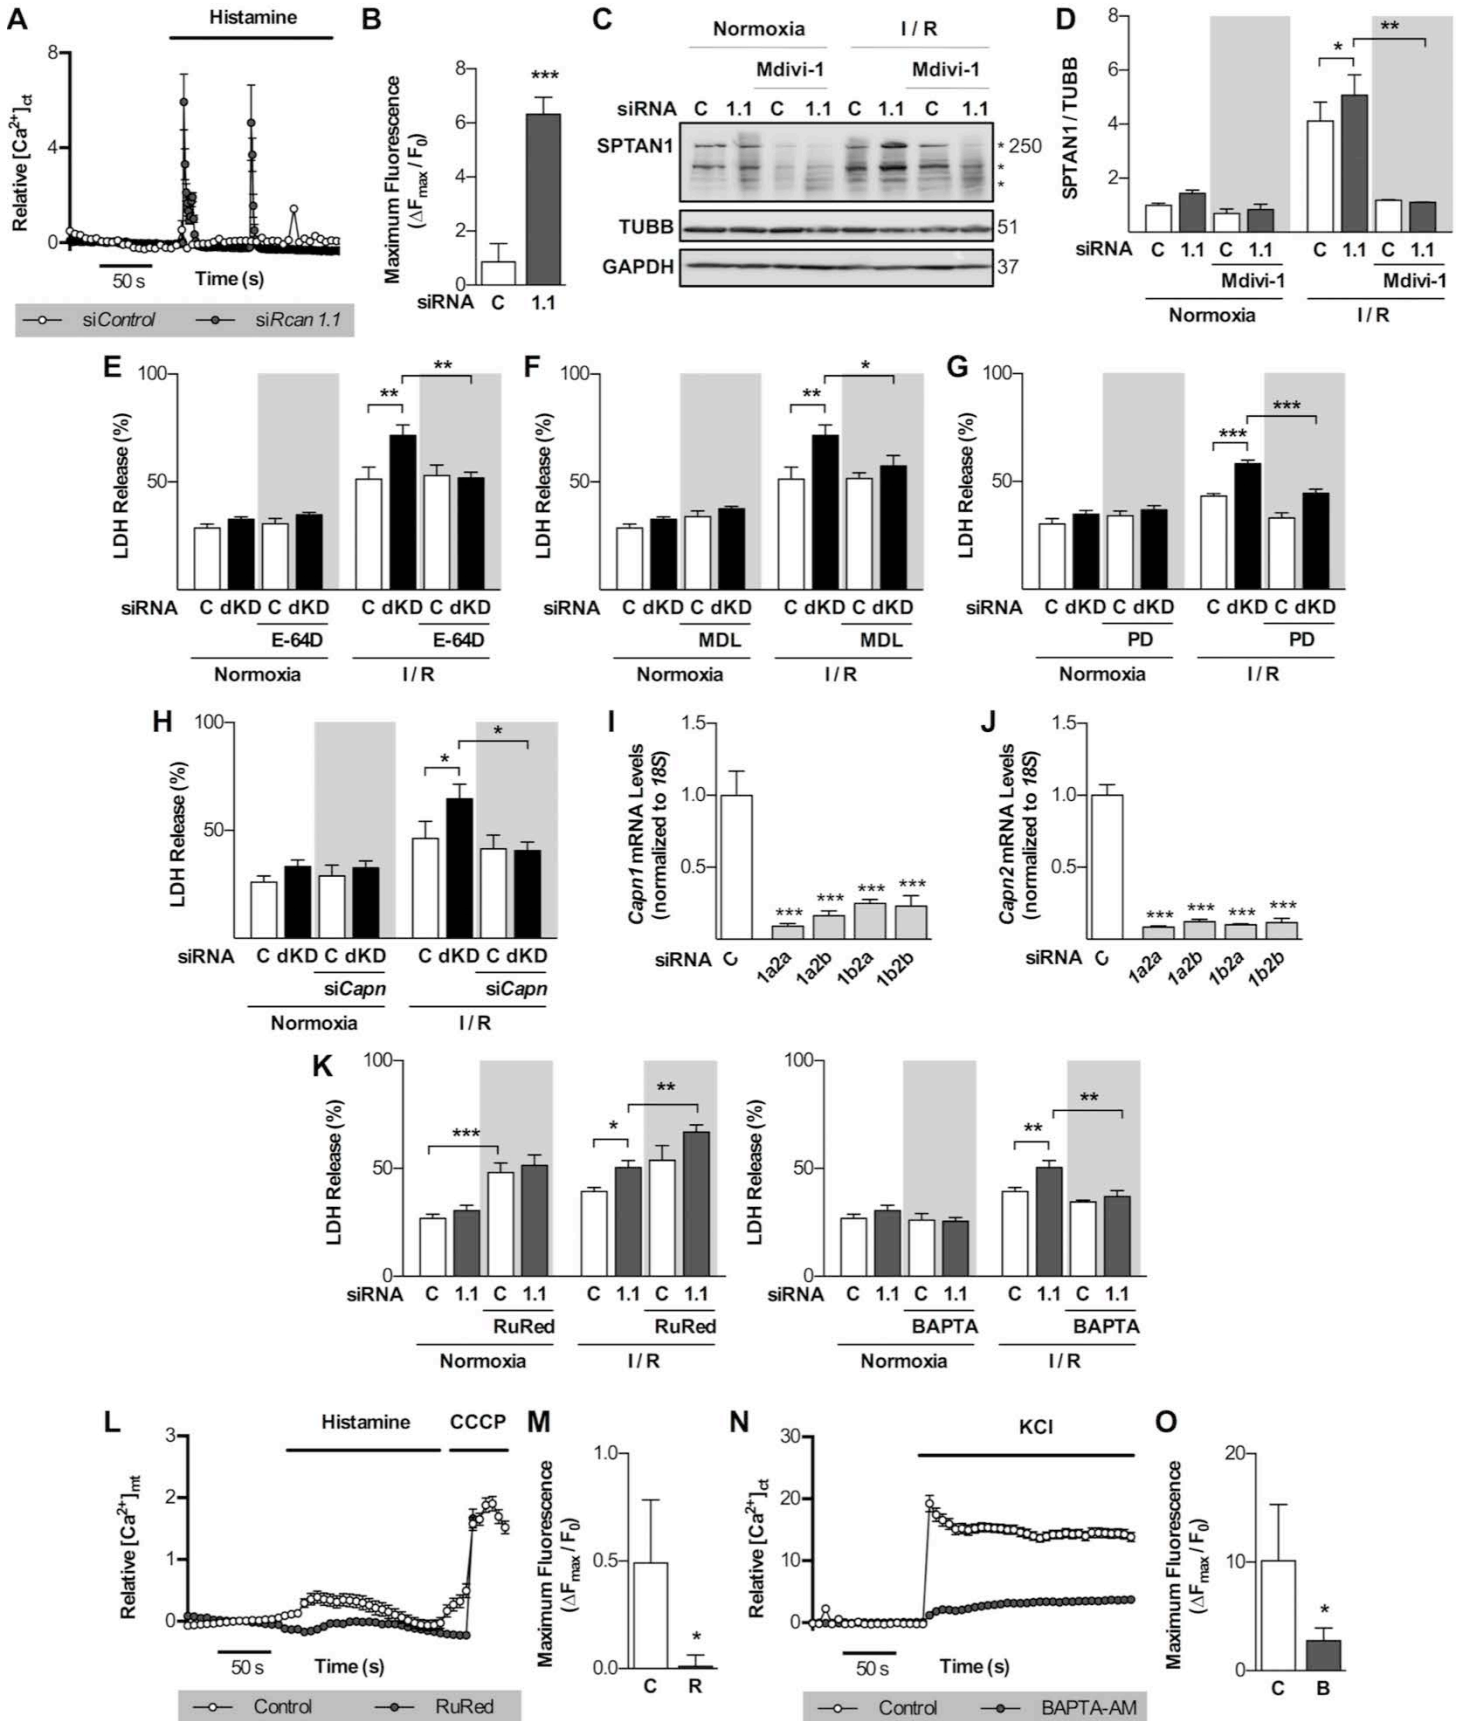 A
Histamine
Relative [Ca2+]ct
8
4
0
50 s
Time (s)
siControl
siRcan 1.1
B
Maximum Fluorescence
(ΔFmax / F0)
8
6
4
2
0
***
siRNA C 1.1
C
Normoxia I / R
Mdivi-1 Mdivi-1
siRNA C 1.1 C 1.1 C 1.1 C 1.1
SPTAN1
* 250
*
*
TUBB 51
GAPDH 37
D
SPTAN1 / TUBB
8
6
4
2
* **
siRNA C 1.1 C 1.1 C 1.1 C 1.1
Mdivi-1 Mdivi-1
Normoxia I / R
E
LDH Release (%)
100
50
** **
siRNA C dKD C dKD C dKD C dKD
E-64D E-64D
Normoxia I / R
F
LDH Release (%)
100
50
** *
siRNA C dKD C dKD C dKD C dKD
MDL MDL
Normoxia I / R
G
LDH Release (%)
100
50
*** ***
siRNA C dKD C dKD C dKD C dKD
PD PD
Normoxia I / R
H
LDH Release (%)
100
50
* *
siRNA C dKD C dKD C dKD C dKD
siCapn siCapn
Normoxia I / R
I
Capn1 mRNA Levels
(normalized to 18S)
1.5
1.0
0.5
*** *** *** ***
siRNA C 1a2a 1a2b 1b2a 1b2b
J
Capn2 mRNA Levels
(normalized to 18S)
1.5
1.0
0.5
*** *** *** ***
siRNA C 1a2a 1a2b 1b2a 1b2b
K
LDH Release (%)
100
50
0
*** * **
siRNA C 1.1 C 1.1 C 1.1 C 1.1
RuRed RuRed
Normoxia I / R
LDH Release (%)
100
50
0
** **
siRNA C 1.1 C 1.1 C 1.1 C 1.1
BAPTA BAPTA
Normoxia I / R
L
Histamine CCCP
Relative [Ca2+]mt
3
2
1
0
50 s
Time (s)
Control
RuRed
M
Maximum Fluorescence
(ΔFmax / F0)
1.0
0.5
0.0
*
C R
N
KCl
Relative [Ca2+]ct
30
20
10
0
50 s
Time (s)
Control
BAPTA-AM
O
Maximum Fluorescence
(ΔFmax / F0)
20
10
0
*
C B